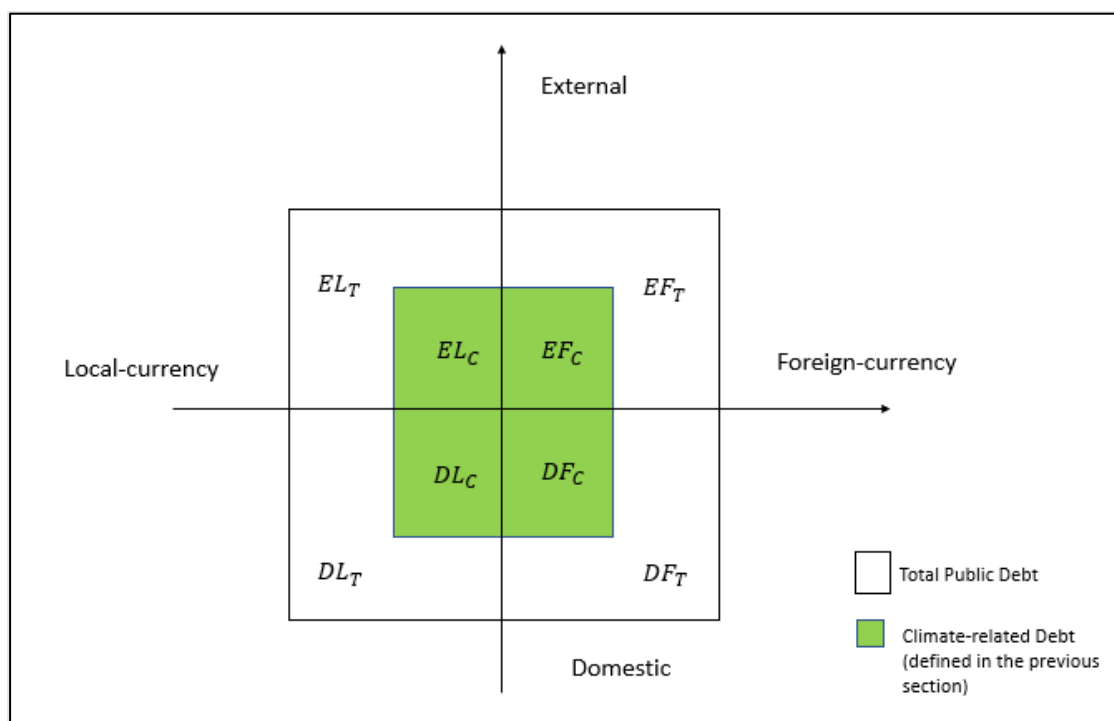 External
EL_T
EF_T
EL_C
EF_C
Local-currency
Foreign-currency
DL_C
DF_C
DL_T
DF_T
Total Public Debt
Climate-related Debt
(defined in the previous
section)
Domestic